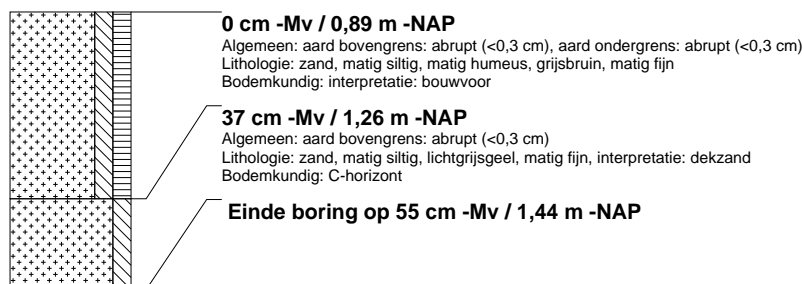 0 cm -Mv / 0,89 m -NAP
Algemeen: aard bovengrens: abrupt (<0,3 cm), aard ondergrens: abrupt (<0,3 cm)
Lithologie: zand, matig siltig, matig humeus, grijsbruin, matig fijn
Bodemkundig: interpretatie: bouwvoor
37 cm -Mv / 1,26 m -NAP
Algemeen: aard bovengrens: abrupt (<0,3 cm)
Lithologie: zand, matig siltig, lichtgrijsgeel, matig fijn, interpretatie: dekzand
Bodemkundig: C-horizont
Einde boring op 55 cm -Mv / 1,44 m -NAP